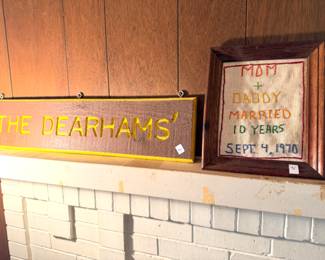 THE DEARHAMS'
MOM
+
DADDY
MARRIED
10 YEARS
SEPT 4, 1970